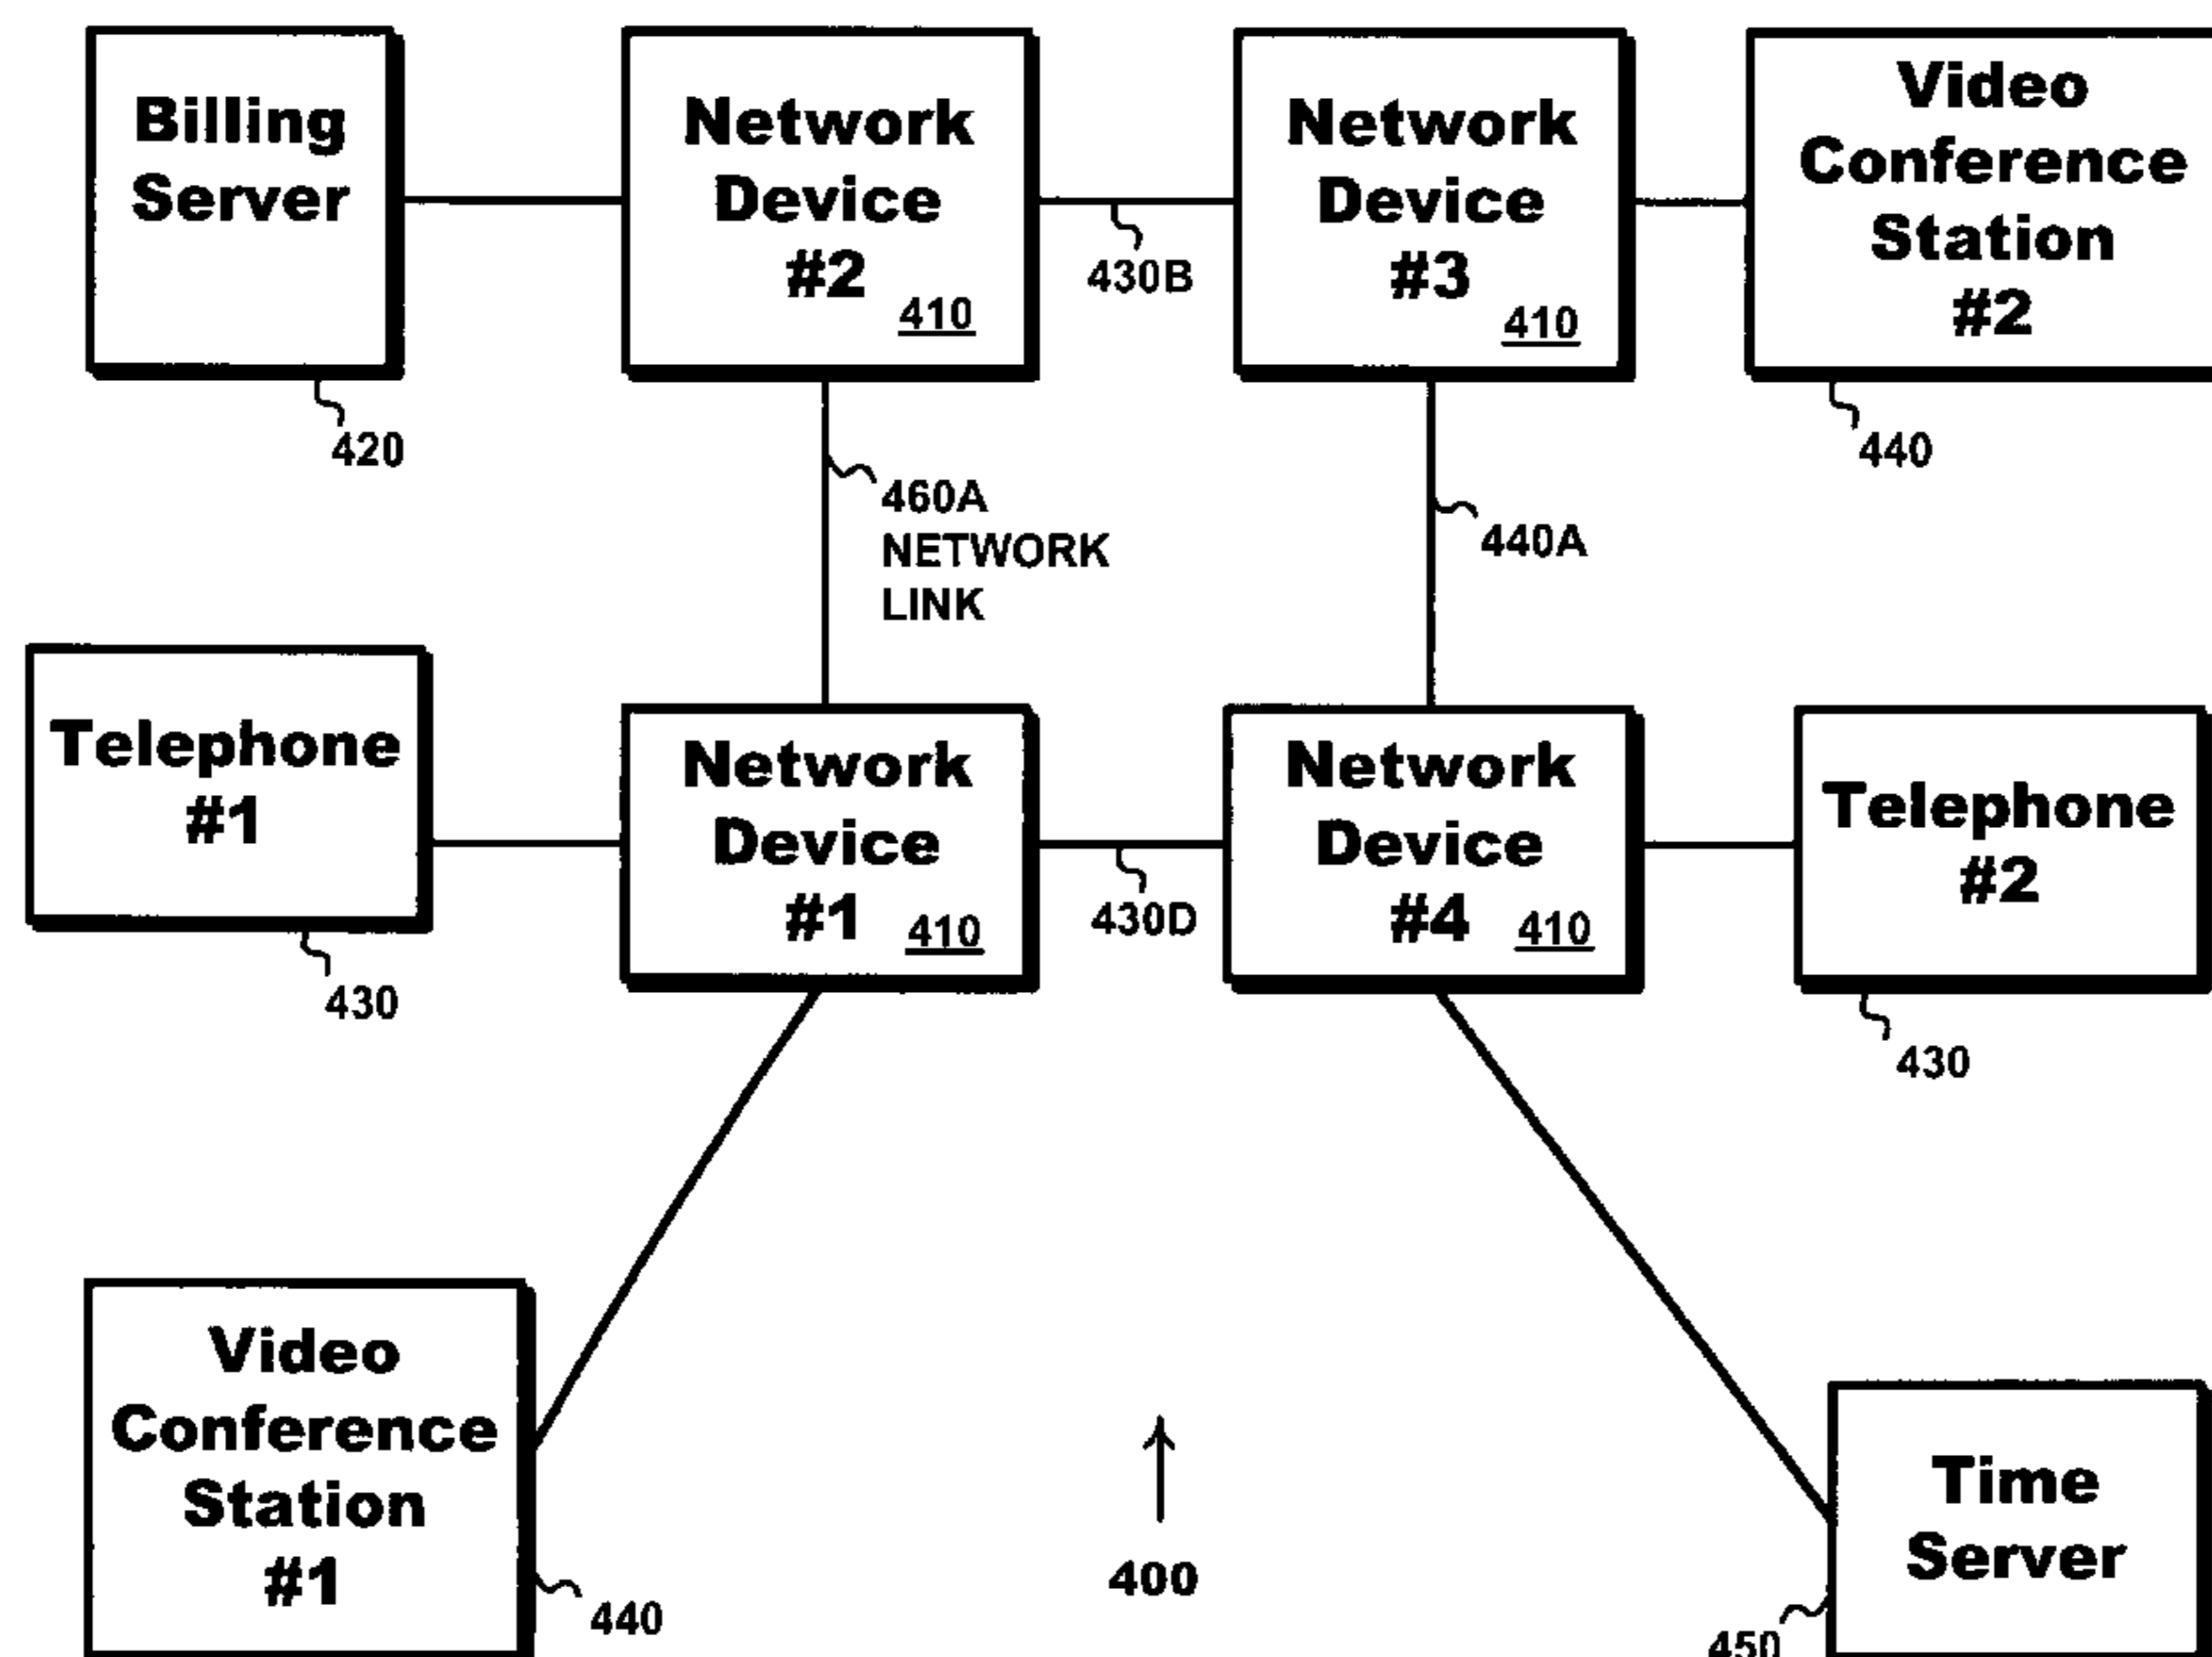 Billing
Server
420
Network
Device
#2
410
430B
Network
Device
#3
410
Video
Conference
Station
#2
440
460A
NETWORK
LINK
440A
Telephone
#1
430
Network
Device
#1
410
430D
Network
Device
#4
410
Telephone
#2
430
Video
Conference
Station
#1
440
400
Time
Server
450